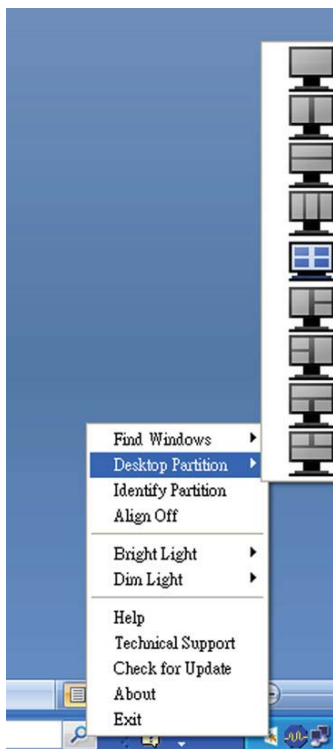 Find Windows
Desktop Partition
Identify Partition
Align Off
Bright Light
Dim Light
Help
Technical Support
Check for Update
About
Exit